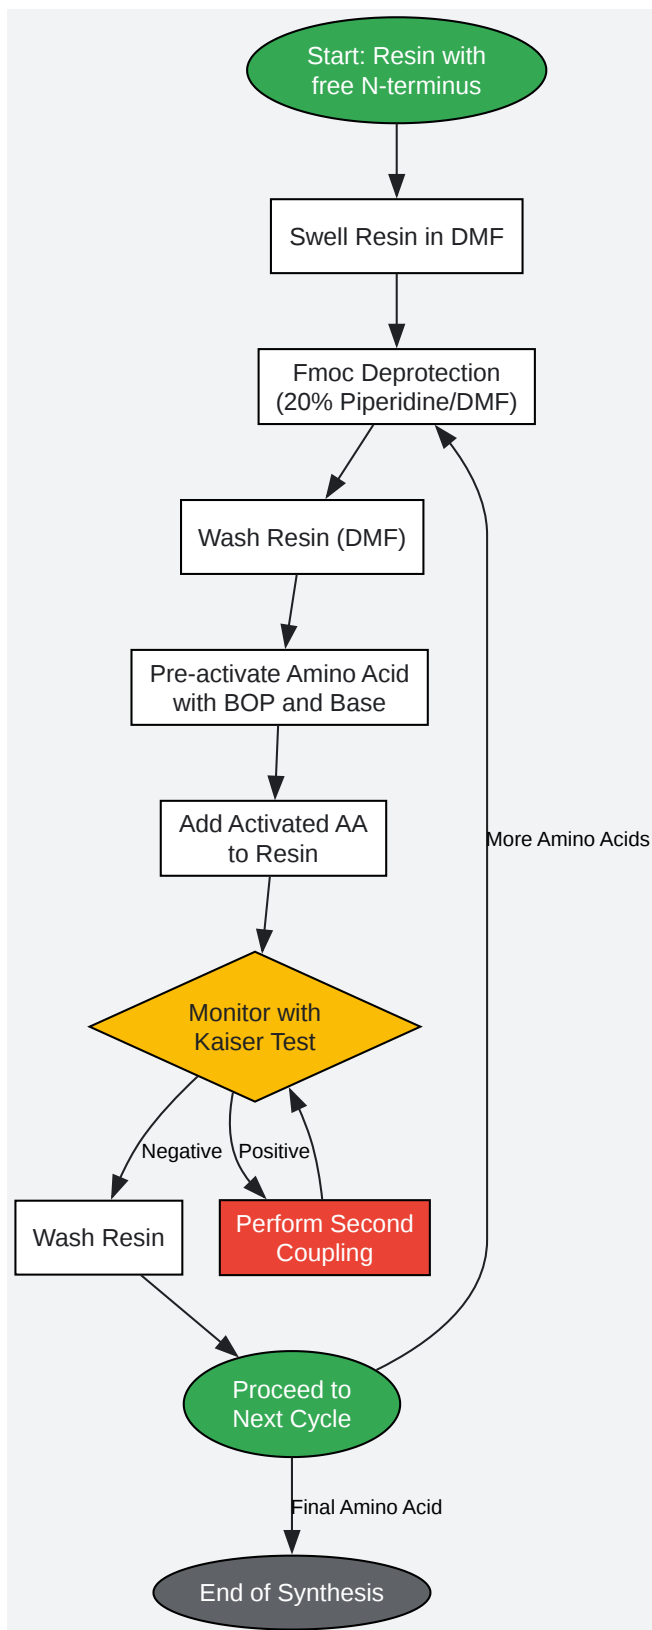 Start: Resin with
free N-terminus
Swell Resin in DMF
Fmoc Deprotection
(20% Piperidine/DMF)
Wash Resin (DMF)
Pre-activate Amino Acid
with BOP and Base
Add Activated AA
to Resin
More Amino Acids
Monitor with
Kaiser Test
Negative
Positive
Wash Resin
Perform Second
Coupling
Proceed to
Next Cycle
Final Amino Acid
End of Synthesis